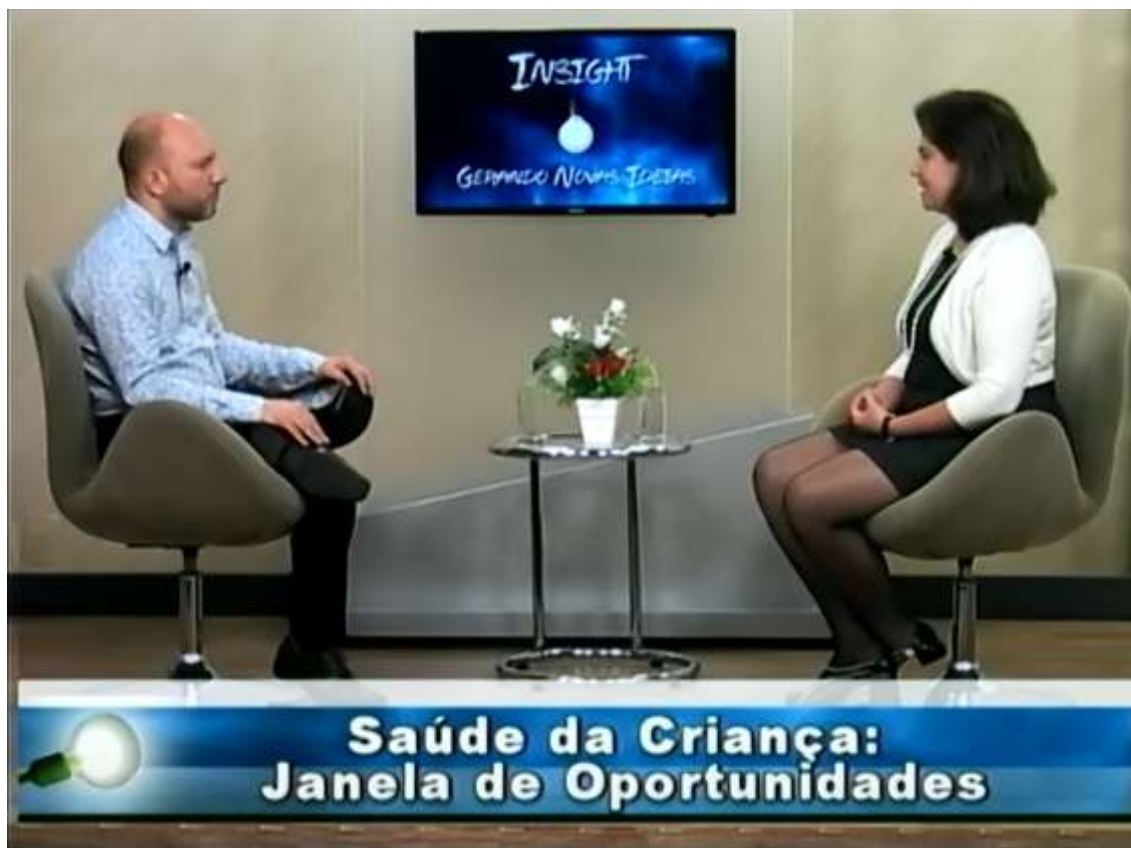 INSIGHT
GERANDO NOVAS IDEIAS
Saúde da Criança:
Janela de Oportunidades